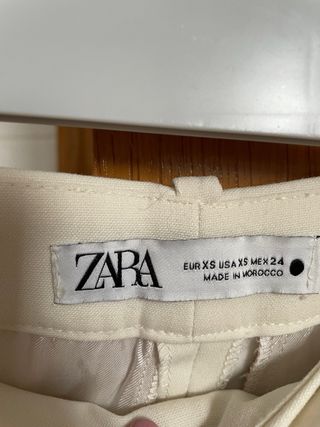 ZARA
EUR XS USA XS MEX 24
MADE IN MOROCCO